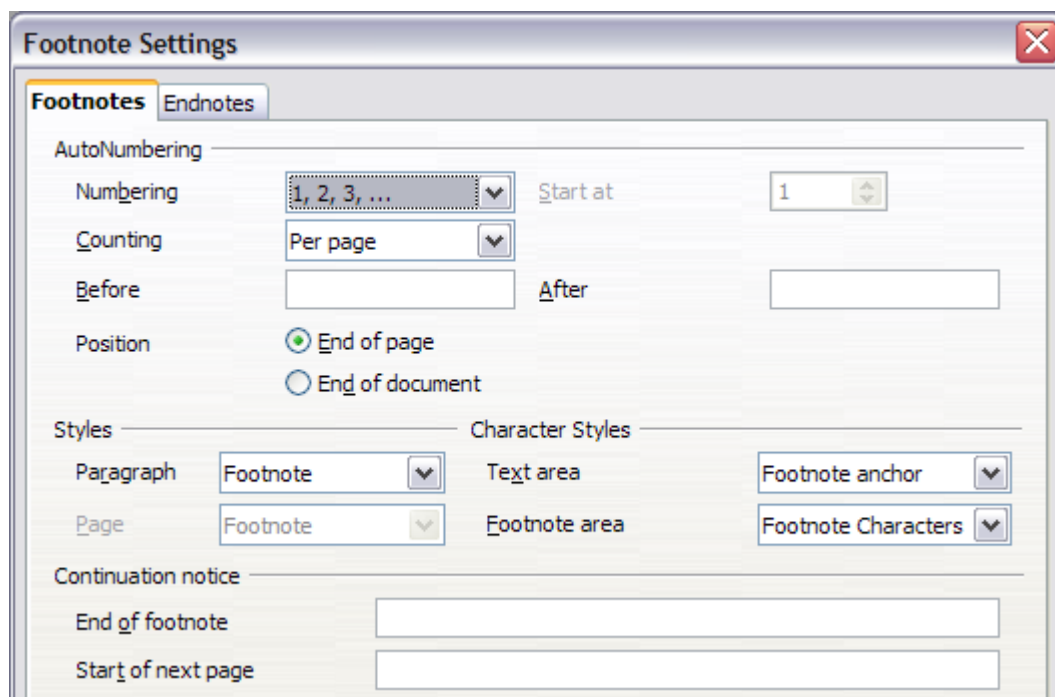 Footnote Settings
Footnotes Endnotes
AutoNumbering
Numbering 1, 2, 3, ... Start at 1
Counting Per page
Before After
Position End of page
End of document
Styles Character Styles
Paragraph Footnote Text area Footnote anchor
Page Footnote Footnote area Footnote Characters
Continuation notice
End of footnote
Start of next page